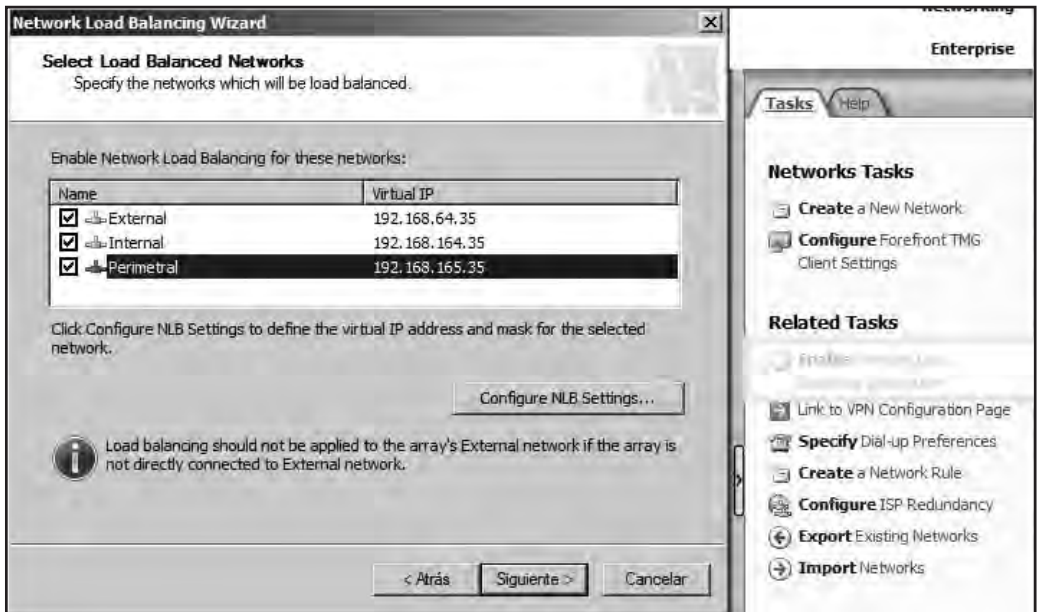 Network Load Balancing Wizard
Select Load Balanced Networks
Specify the networks which will be load balanced.
Enable Network Load Balancing for these networks:
Name Virtual IP
External 192.168.64.35
Internal 192.168.164.35
Perimetral 192.168.165.35
Click Configure NLB Settings to define the virtual IP address and mask for the selected
network.
Configure NLB Settings...
Load balancing should not be applied to the array's External network if the array is
not directly connected to External network.
< Atrás Siguiente > Cancelar
Networking
Enterprise
Tasks Help
Networks Tasks
Create a New Network
Configure Forefront TMG
Client Settings
Related Tasks
Enable
Link to VPN Configuration Page
Specify Dial-up Preferences
Create a Network Rule
Configure ISP Redundancy
Export Existing Networks
Import Networks